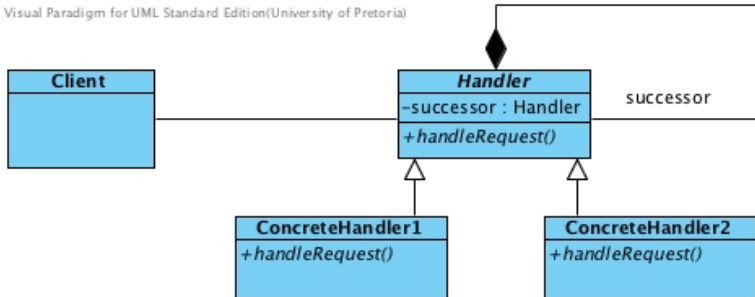 Visual Paradigm for UML Standard Edition(University of Pretoria)
Client
Handler
-successor : Handler
+handleRequest()
successor
ConcreteHandler1
+handleRequest()
ConcreteHandler2
+handleRequest()